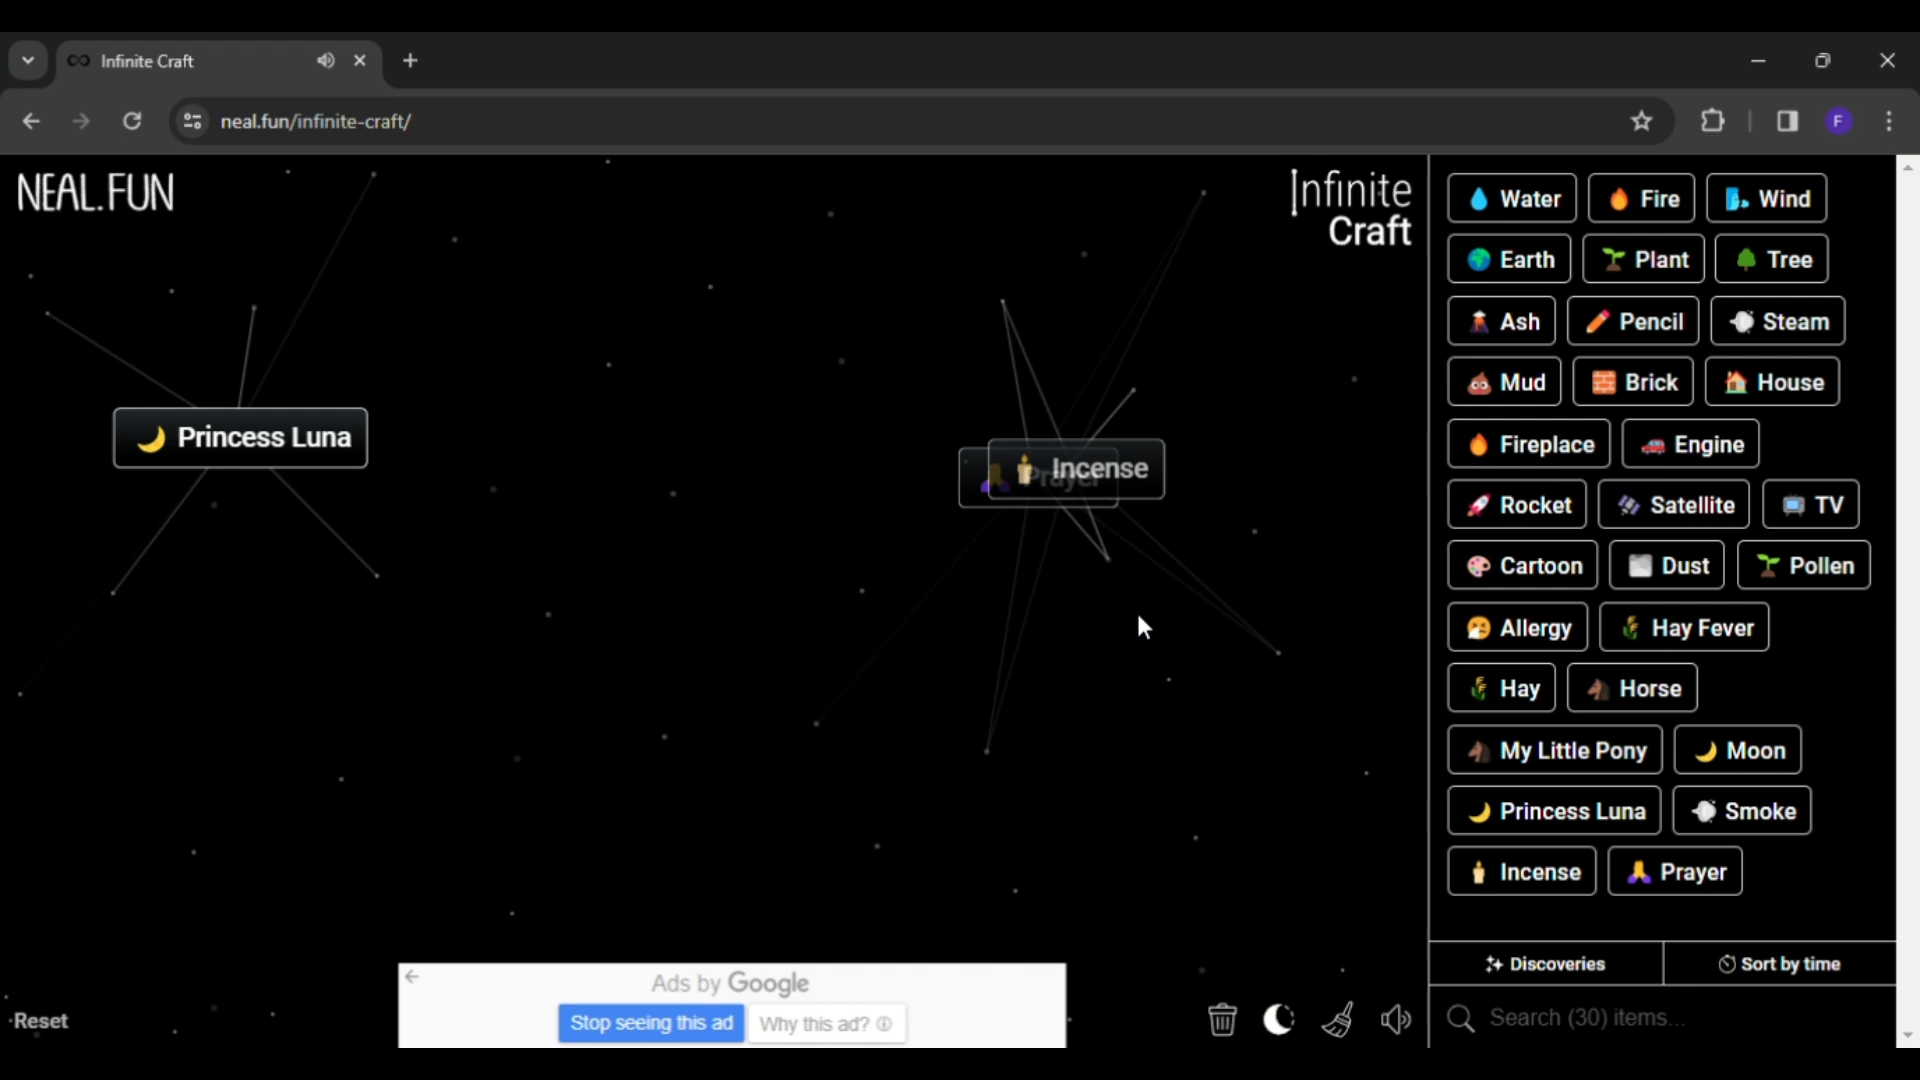 Infinite Craft
neal.fun/infinite-craft/
F
NEAL.FUN
Infinite
Craft
Princess Luna
Prayer
Incense
Water
Fire
Wind
Earth
Plant
Tree
Ash
Pencil
Steam
Mud
Brick
House
Fireplace
Engine
Rocket
Satellite
TV
Cartoon
Dust
Pollen
Allergy
Hay Fever
Hay
Horse
My Little Pony
Moon
Princess Luna
Smoke
Incense
Prayer
Discoveries
Sort by time
Search (30) items...
Reset
Ads by Google
Stop seeing this ad
Why this ad?